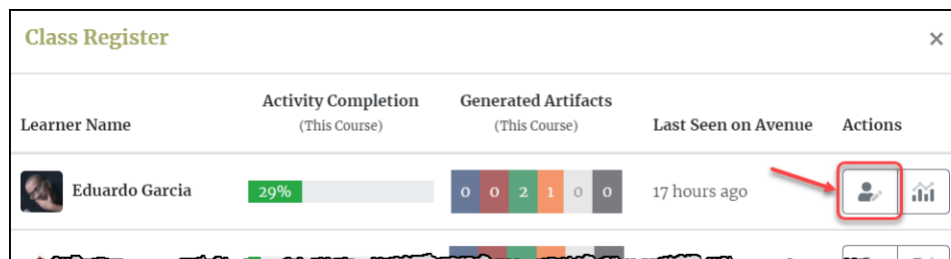 Class Register
×
Activity Completion Generated Artifacts
Learner Name (This Course) (This Course) Last Seen on Avenue Actions
Eduardo Garcia 29% 0 0 2 1 0 0 17 hours ago